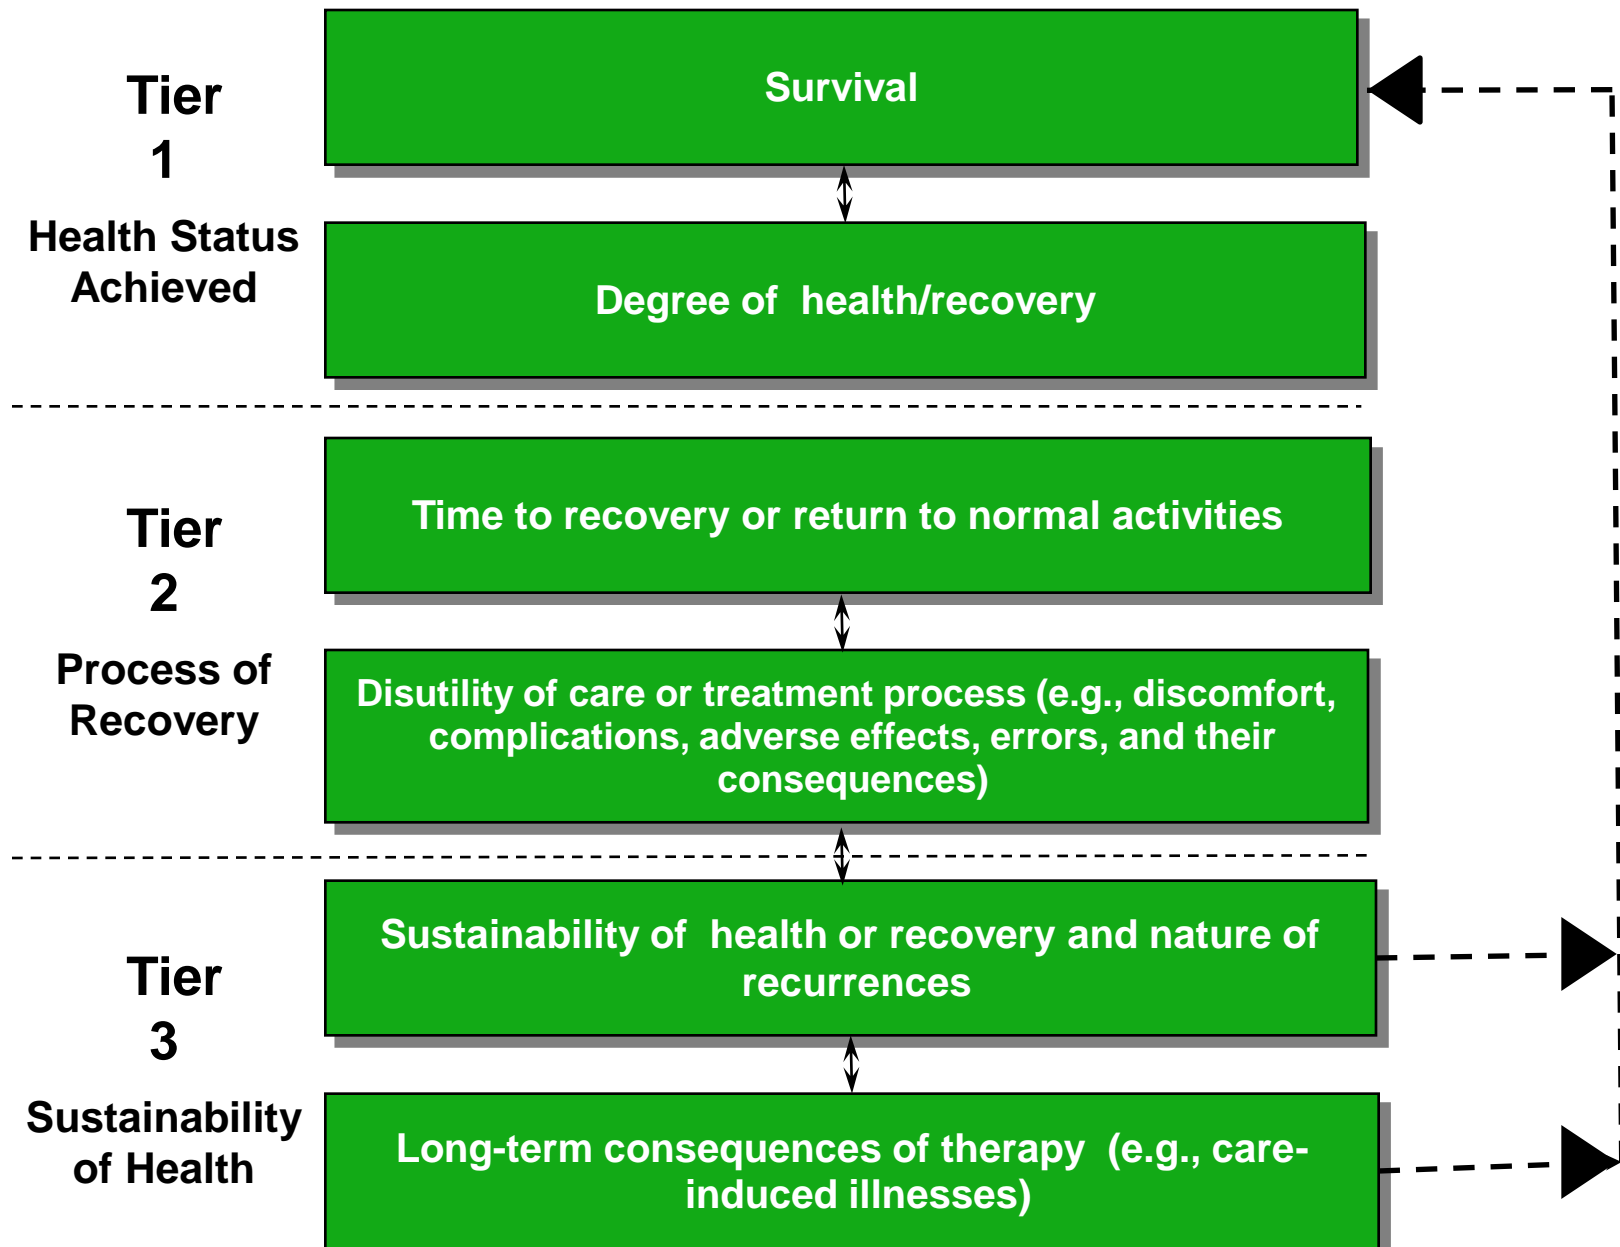 Tier
1
Health Status
Achieved
Survival
Degree of  health/recovery
Tier
2
Process of
Recovery
Time to recovery or return to normal activities
Disutility of care or treatment process (e.g., discomfort,
complications, adverse effects, errors, and their
consequences)
Tier
3
Sustainability
of Health
Sustainability of  health or recovery and nature of
recurrences
Long-term consequences of therapy  (e.g., care-
induced illnesses)